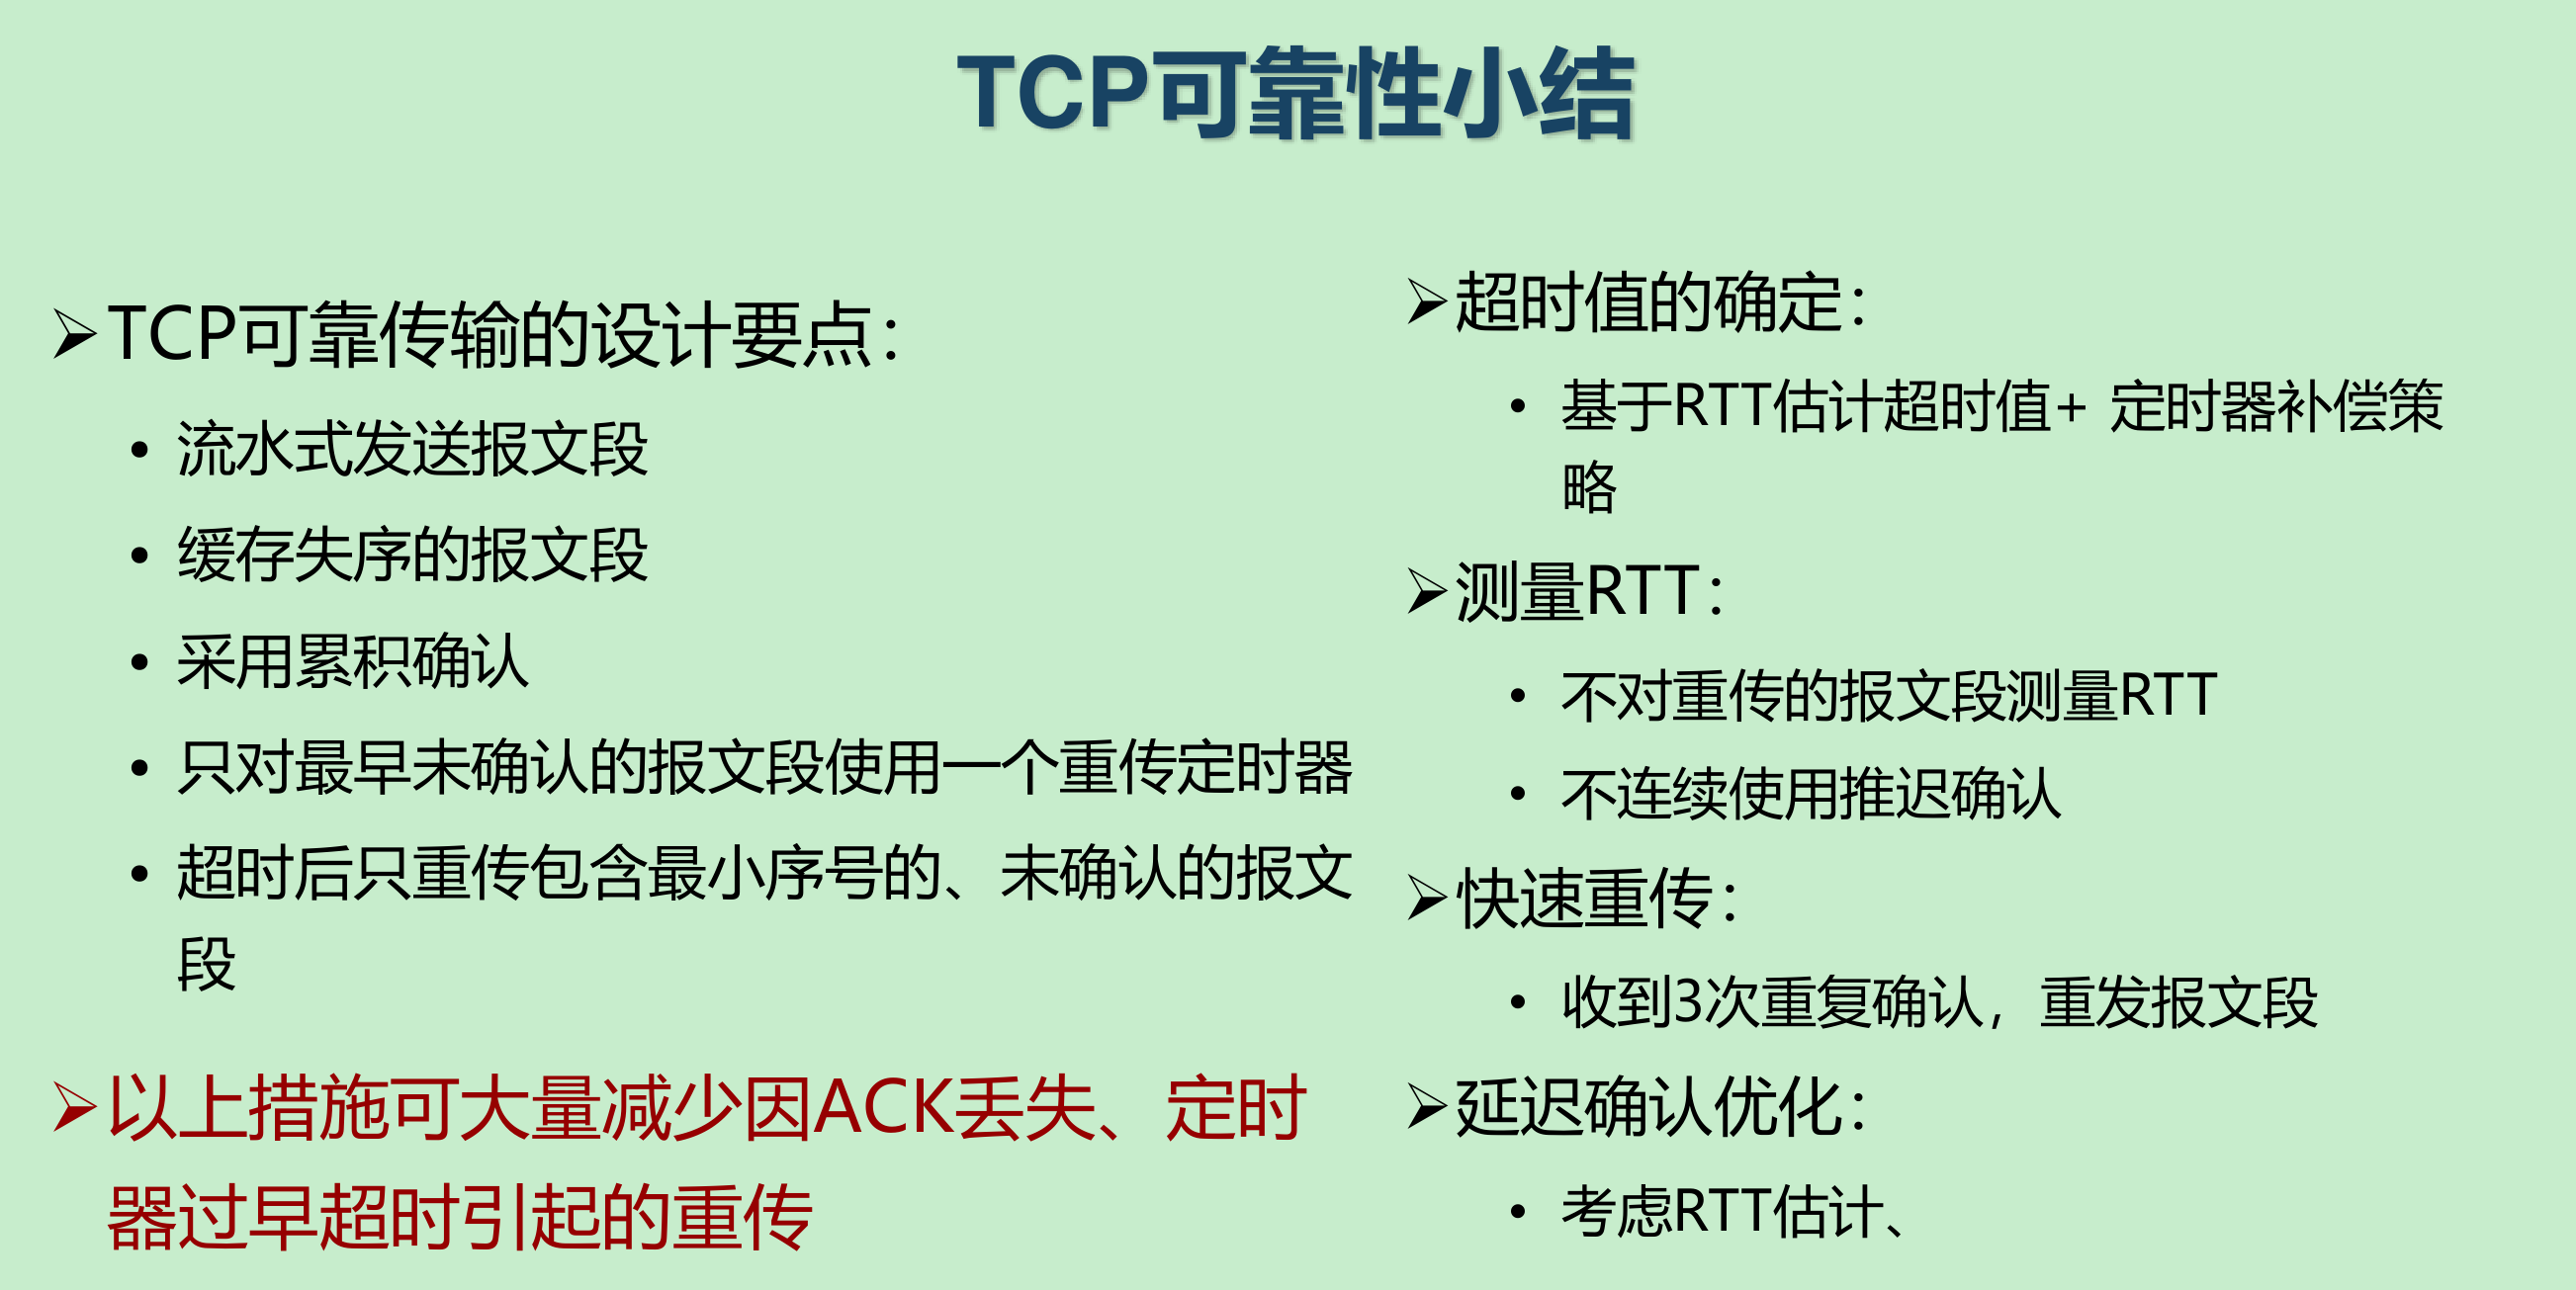 TCP可靠性小结
➢TCP可靠传输的设计要点：
• 流水式发送报文段
• 缓存失序的报文段
• 采用累积确认
• 只对最早未确认的报文段使用一个重传定时器
• 超时后只重传包含最小序号的、未确认的报文
段
➢以上措施可大量减少因ACK丢失、定时
器过早超时引起的重传
➢超时值的确定：
• 基于RTT估计超时值+ 定时器补偿策
略
➢测量RTT：
• 不对重传的报文段测量RTT
• 不连续使用推迟确认
➢快速重传：
• 收到3次重复确认，重发报文段
➢延迟确认优化：
• 考虑RTT估计、